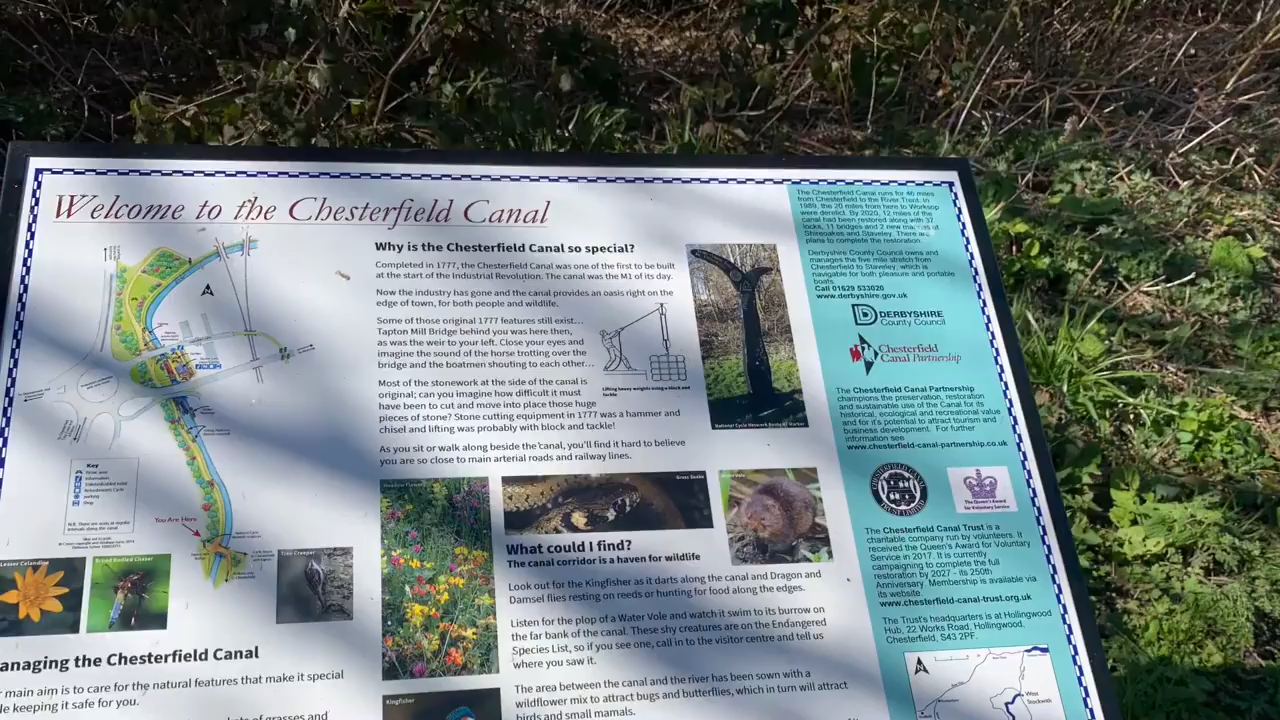 Welcome to the Chesterfield Canal
Why is the Chesterfield Canal so special?
Completed in 1777, the Chesterfield Canal was one of the first to be built
at the start of the Industrial Revolution. The canal was the M1 of its day.
Now the industry has gone and the canal provides an oasis right on the
edge of town, for both people and wildlife.
Some of those original 1777 features still exist...
Tapton Mill Bridge behind you was here then,
as was the weir to your left. Close your eyes and
imagine the sound of the horse trotting over the
bridge and the boatmen shouting to each other...
Most of the stonework at the side of the canal is
original; can you imagine how difficult it must
have been to cut and move into place those huge
pieces of stone? Stone cutting equipment in 1777 was a hammer and
chisel and lifting was probably with block and tackle!
As you sit or walk along beside the canal, you'll find it hard to believe
you are so close to main arterial roads and railway lines.
Lifting heavy weights using a block and
tackle
National Cycle Network Route Marker
Key
Information
parking
Shop
You Are Here
Lesser Celandine
Broad Bodied Chaser
Tree Creeper
Meadow Flowers
Grass Snake
Water Vole
What could I find?
The canal corridor is a haven for wildlife
Look out for the Kingfisher as it darts along the canal and Dragon and
Damsel flies resting on reeds or hunting for food along the edges.
Listen for the plop of a Water Vole and watch it swim to its burrow on
the far bank of the canal. These shy creatures are on the Endangered
Species List, so if you see one, call in to the visitor centre and tell us
where you saw it.
The area between the canal and the river has been sown with a
wildflower mix to attract bugs and butterflies, which in turn will attract
birds and small mamals.
Kingfisher
anaging the Chesterfield Canal
main aim is to care for the natural features that make it special
le keeping it safe for you.
of grasses and
The Chesterfield Canal runs for 46 miles
from Chesterfield to the River Trent. In
1989, the 20 miles from here to Worksop
were derelict. By 2020, 12 miles of the
canal had been restored along with 37
locks, 11 bridges and 2 new marinas at
Shireoakes and Staveley. There are
plans to complete the restoration.
Derbyshire County Council owns and
manages the five mile stretch from
Chesterfield to Staveley, which is
navigable for both pleasure and portable
boats.
Call 01629 533020
www.derbyshire.gov.uk
DERBYSHIRE
County Council
Chesterfield
Canal Partnership
The Chesterfield Canal Partnership
champions the preservation, restoration
and sustainable use of the Canal for its
historical, ecological and recreational value
and for it's potential to attract tourism and
business development. For further
information see
www.chesterfield-canal-partnership.co.uk
CHESTERFIELD CANAL
TRUST LIMITED
The Queen's Award
for Voluntary Service
The Chesterfield Canal Trust is a
charitable company run by volunteers. It
received the Queen's Award for Voluntary
Service in 2017. It is currently
campaigning to complete the full
restoration by 2027 - its 250th
Anniversary. Membership is available via
its website.
www.chesterfield-canal-trust.org.uk
The Trust's headquarters is at Hollingwood
Hub, 22 Works Road, Hollingwood,
Chesterfield, S43 2PF.
West
Stockwith